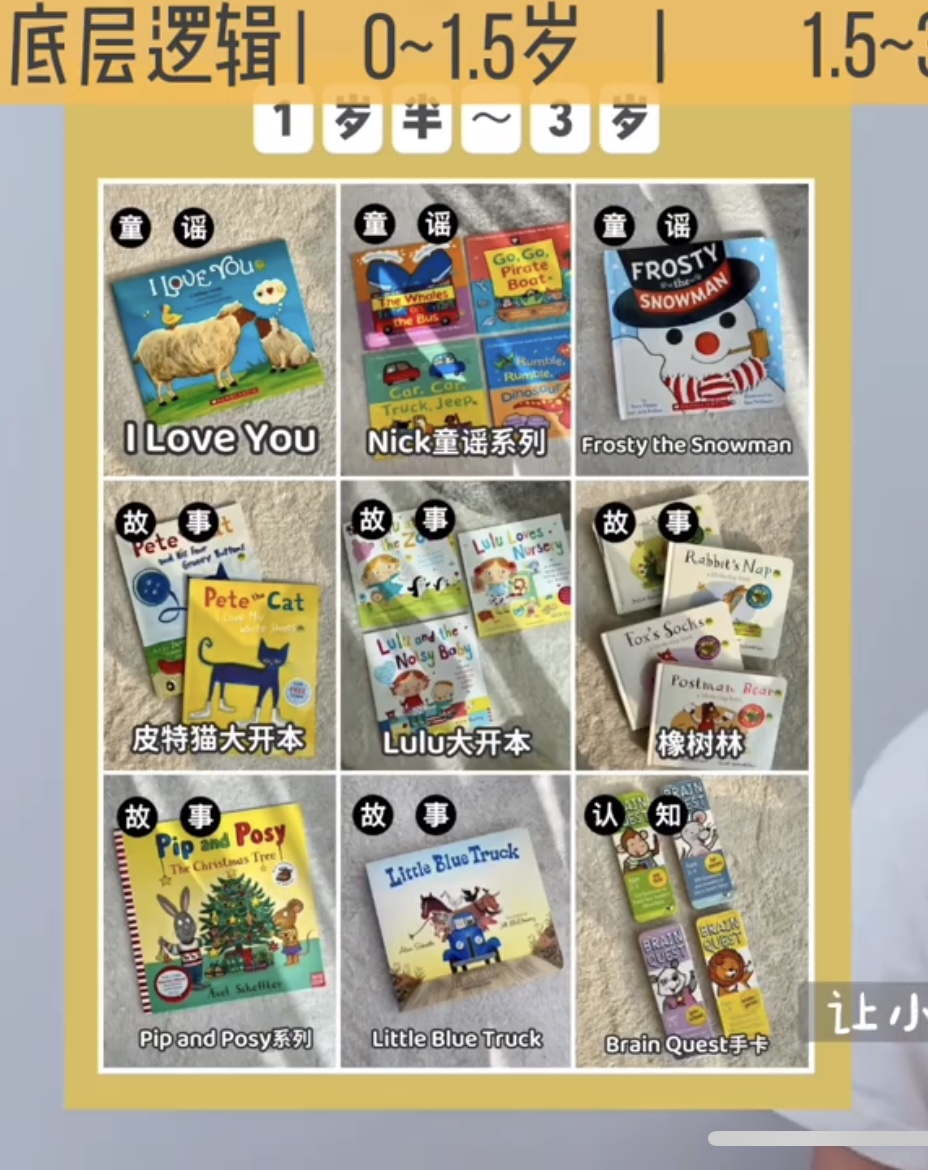 底层逻辑| 0~1.5岁 | 1.5~3
1岁半~3岁
童谣
I LOVE YOU
SCHOLASTIC
I Love You
童谣
The Whales
on
the Bus
Go, Go,
Pirate
Boat
Car, Car,
Truck, Jeep
Rumble,
Rumble,
Dinosaur
Nick童谣系列
童谣
FROSTY
the
SNOWMAN
Frosty the Snowman
故事
Pete
and His Four
Groovy Buttons
Pete the Cat
I Love My
White Shoes
皮特猫大开本
故事
the Zoo
Lulu Loves
Nursery
Lulu and the
Noisy Baby
Lulu大开本
故事
Rabbit's Nap
Fox's Socks
Postman Bear
橡树林
故事
Pip and Posy
The Christmas Tree
Axel Scheffler
Pip and Posy系列
故事
Little Blue Truck
Little Blue Truck
认知
BRAIN
QUEST
BRAIN
QUEST
BRAIN
QUEST
Brain Quest手卡
让小